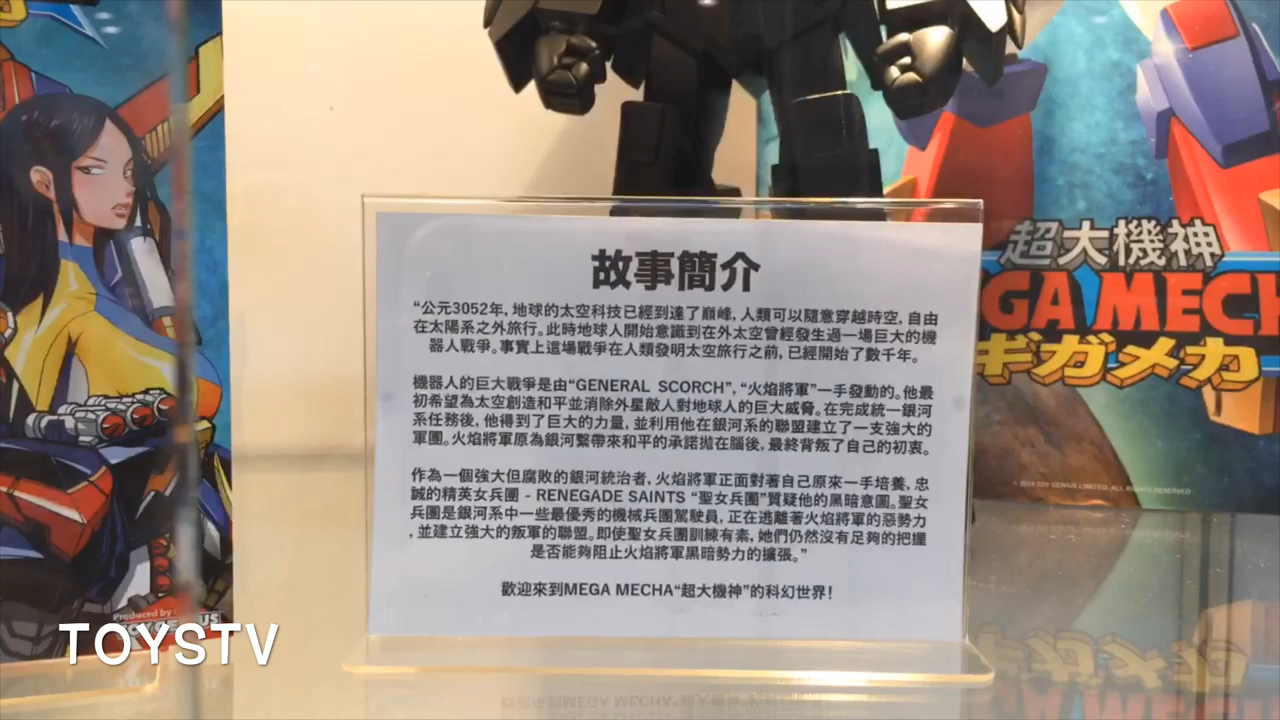 故事簡介
“公元3052年, 地球的太空科技已經到達了巔峰, 人類可以隨意穿越時空, 自由
在太陽系之外旅行。此時地球人開始意識到在外太空曾經發生過一場巨大的機
器人戰爭。事實上這場戰爭在人類發明太空旅行之前, 已經開始了數千年。
機器人的巨大戰爭是由“GENERAL SCORCH”, “火焰將軍”一手發動的。他最
初希望為太空創造和平並消除外星敵人對地球人的巨大威脅。在完成統一銀河
系任務後, 他得到了巨大的力量, 並利用他在銀河系的聯盟建立了一支強大的
軍團。火焰將軍原為銀河繫帶來和平的承諾拋在腦後, 最終背叛了自己的初衷。
作為一個強大但腐敗的銀河統治者, 火焰將軍正面對著自己原來一手培養, 忠
誠的精英女兵團 - RENEGADE SAINTS “聖女兵團”質疑他的黑暗意圖。聖女
兵團是銀河系中一些最優秀的機械兵團駕駛員, 正在逃離著火焰將軍的惡勢力
, 並建立強大的叛軍的聯盟。即使聖女兵團訓練有素, 她們仍然沒有足夠的把握
是否能夠阻止火焰將軍黑暗勢力的擴張。”
歡迎來到MEGA MECHA“超大機神”的科幻世界!
超大機神
GA MECH
ギガメカ
© 2018 TOY GENIUS LIMITED. ALL RIGHTS RESERVED
Produced by
TOYSTV